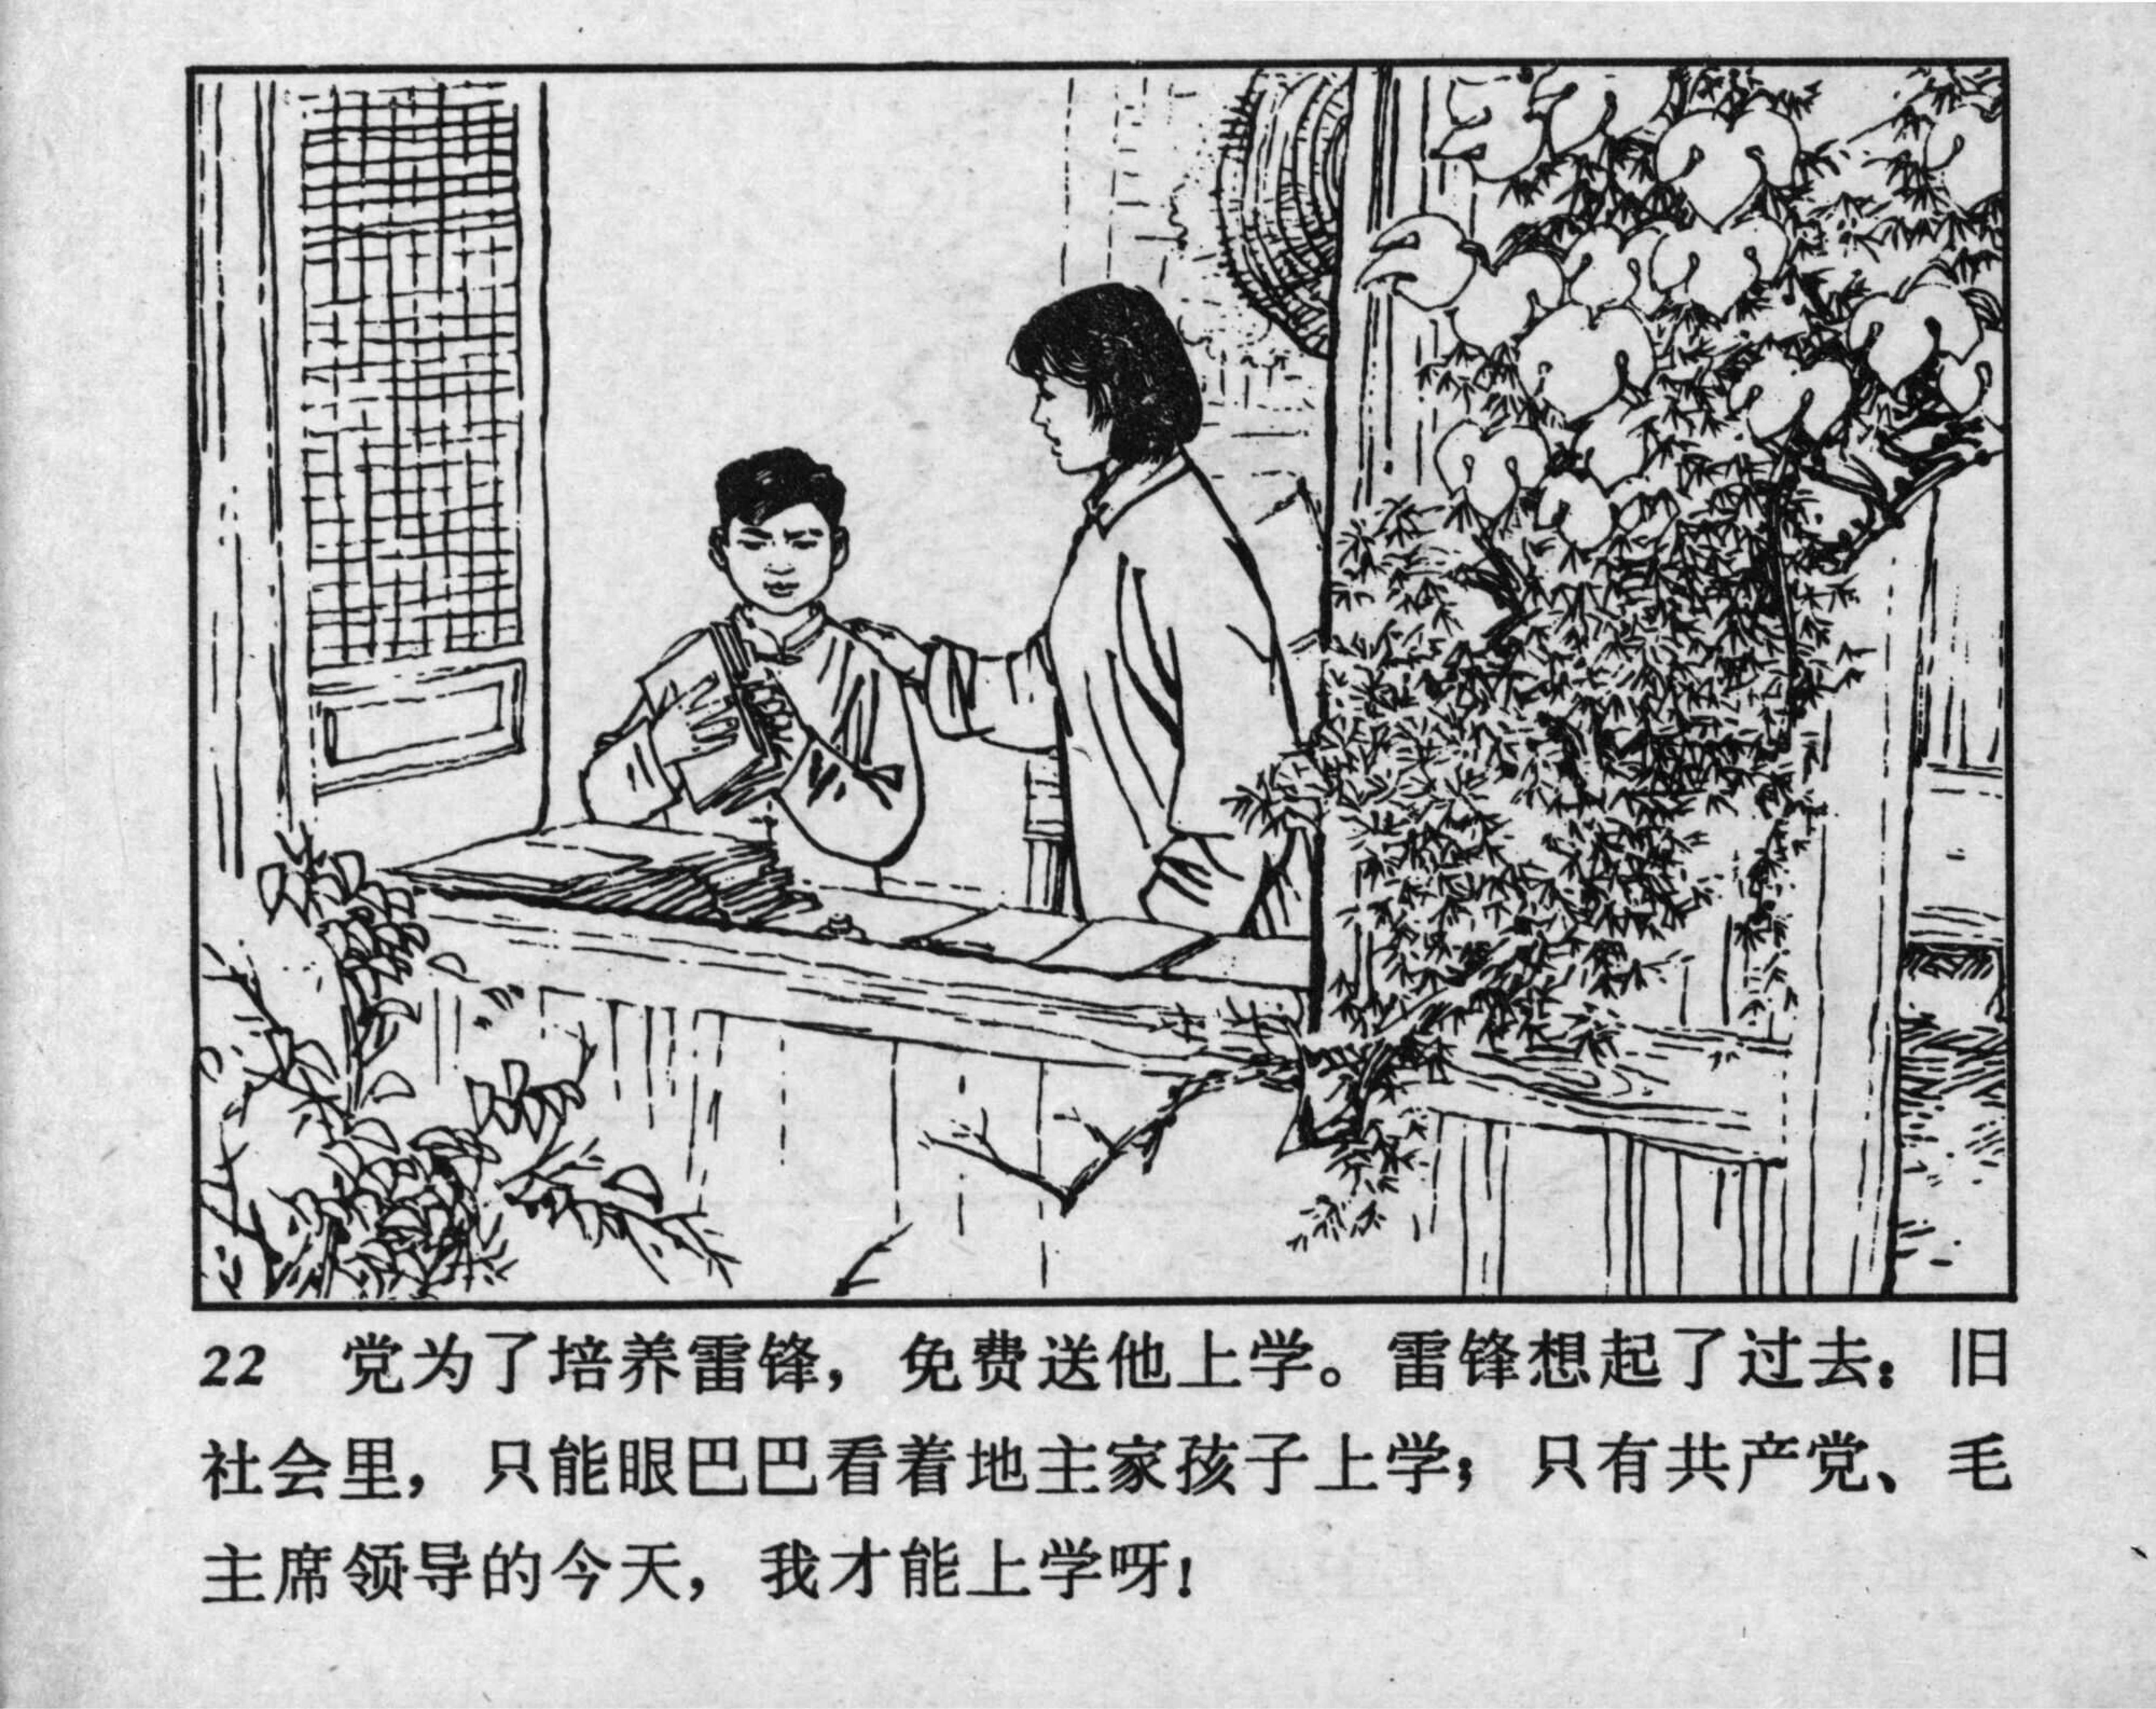 22 党为了培养雷锋，免费送他上学。雷锋想起了过去：旧
社会里，只能眼巴巴看着地主家孩子上学；只有共产党、毛
主席领导的今天，我才能上学呀！